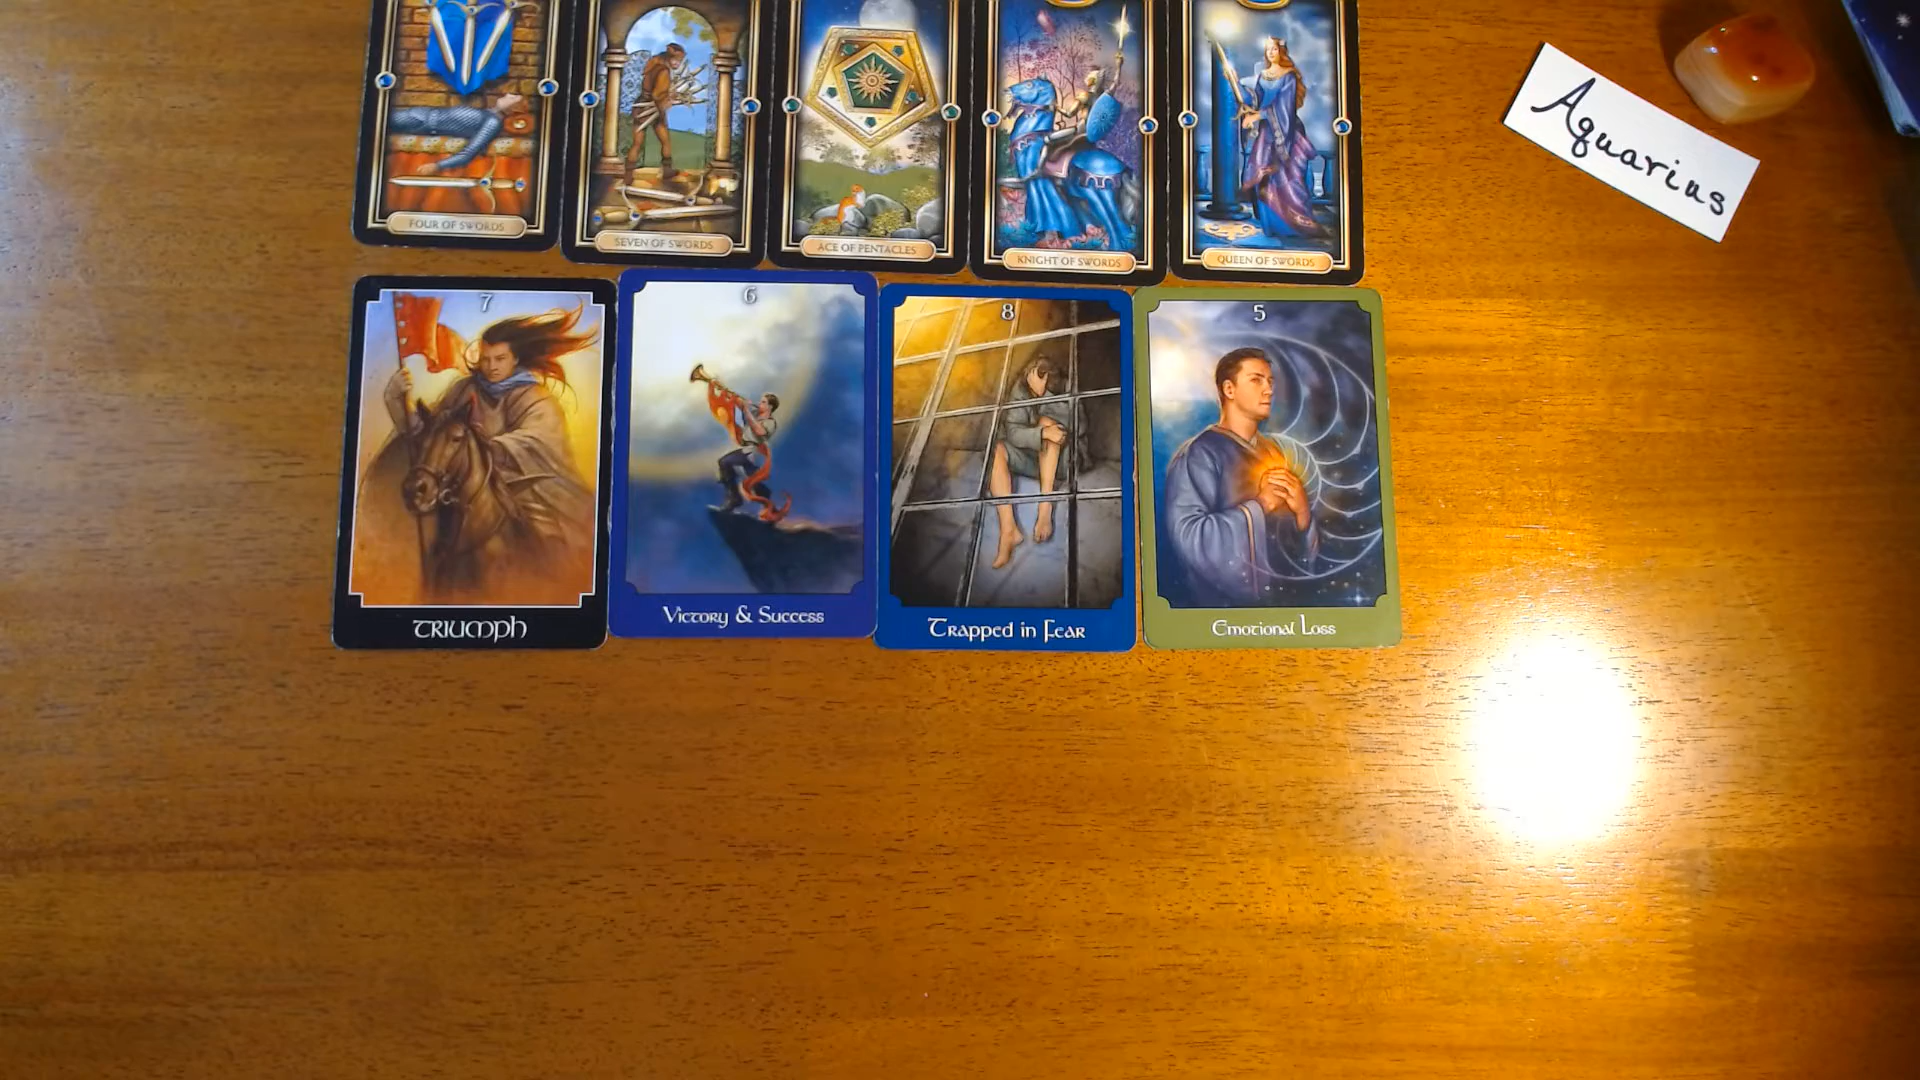 FOUR OF SWORDS
SEVEN OF SWORDS
ACE OF PENTACLES
KNIGHT OF SWORDS
QUEEN OF SWORDS
Aquarius
7
TRIUMPH
6
Victory & Success
8
Trapped in Fear
5
Emotional Loss